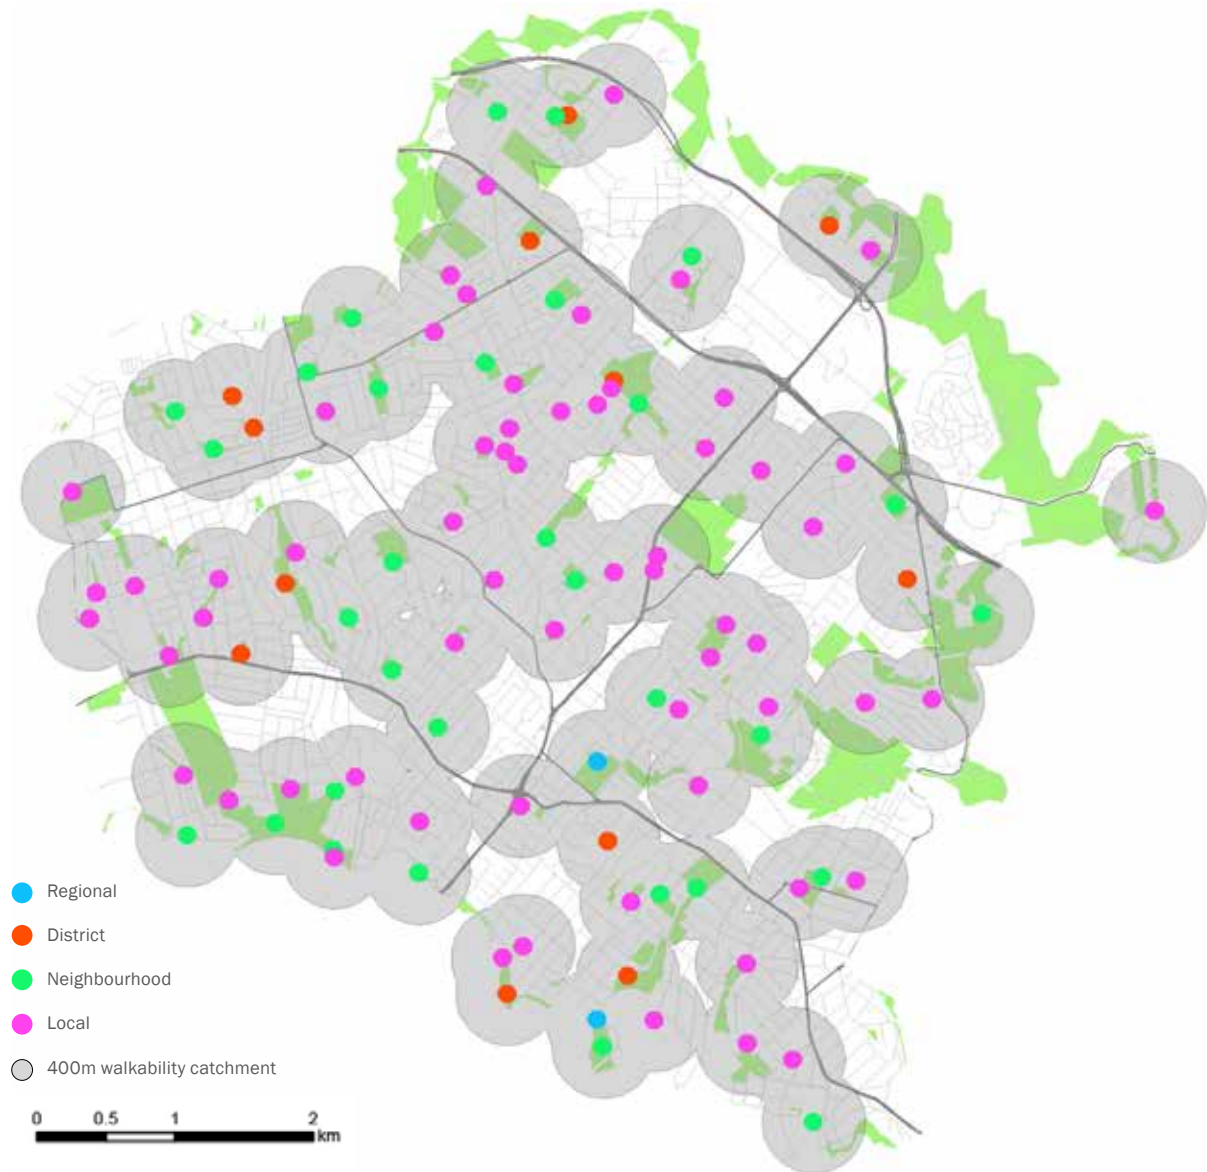 Regional
District
Neighbourhood
Local
400m walkability catchment
0 0.5 1 2
km